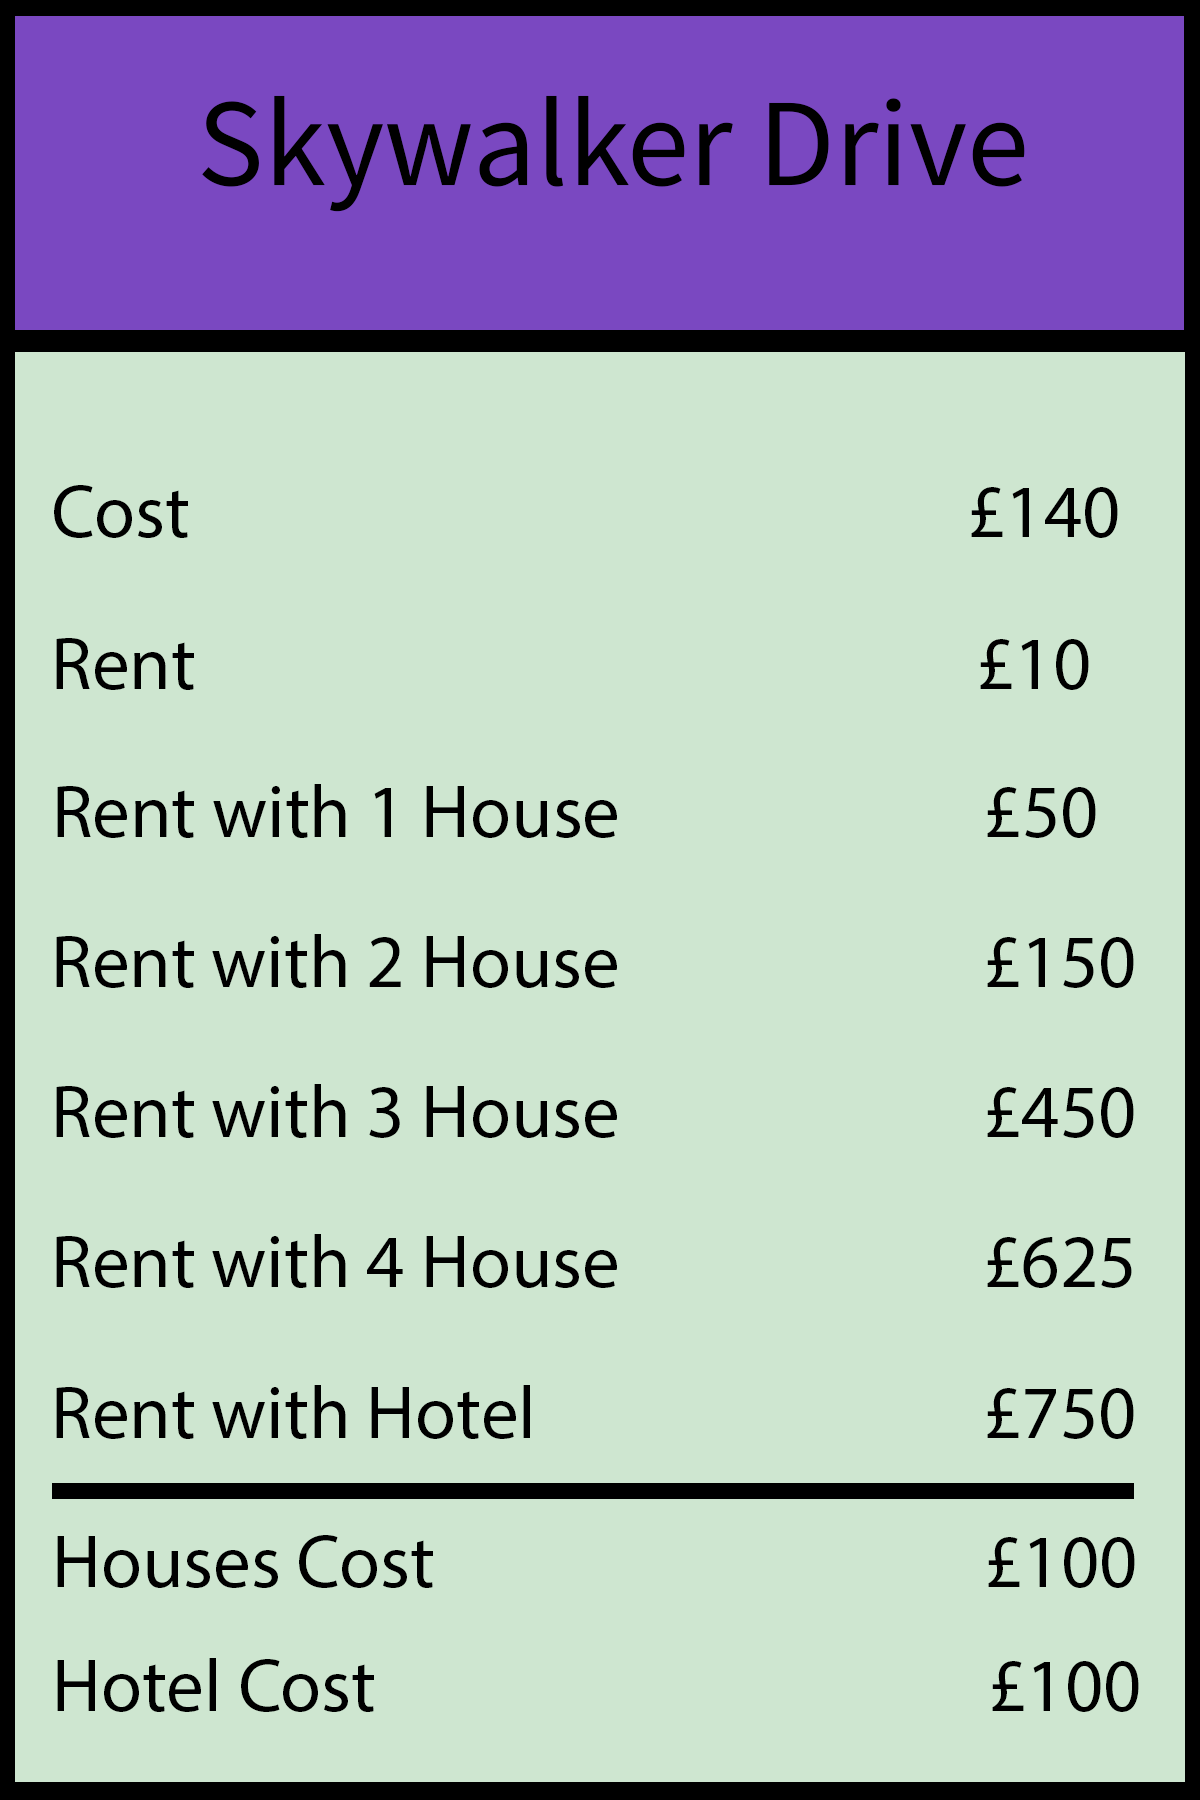 Skywalker Drive
Cost £140
Rent £10
Rent with 1 House £50
Rent with 2 House £150
Rent with 3 House £450
Rent with 4 House £625
Rent with Hotel £750
Houses Cost £100
Hotel Cost £100